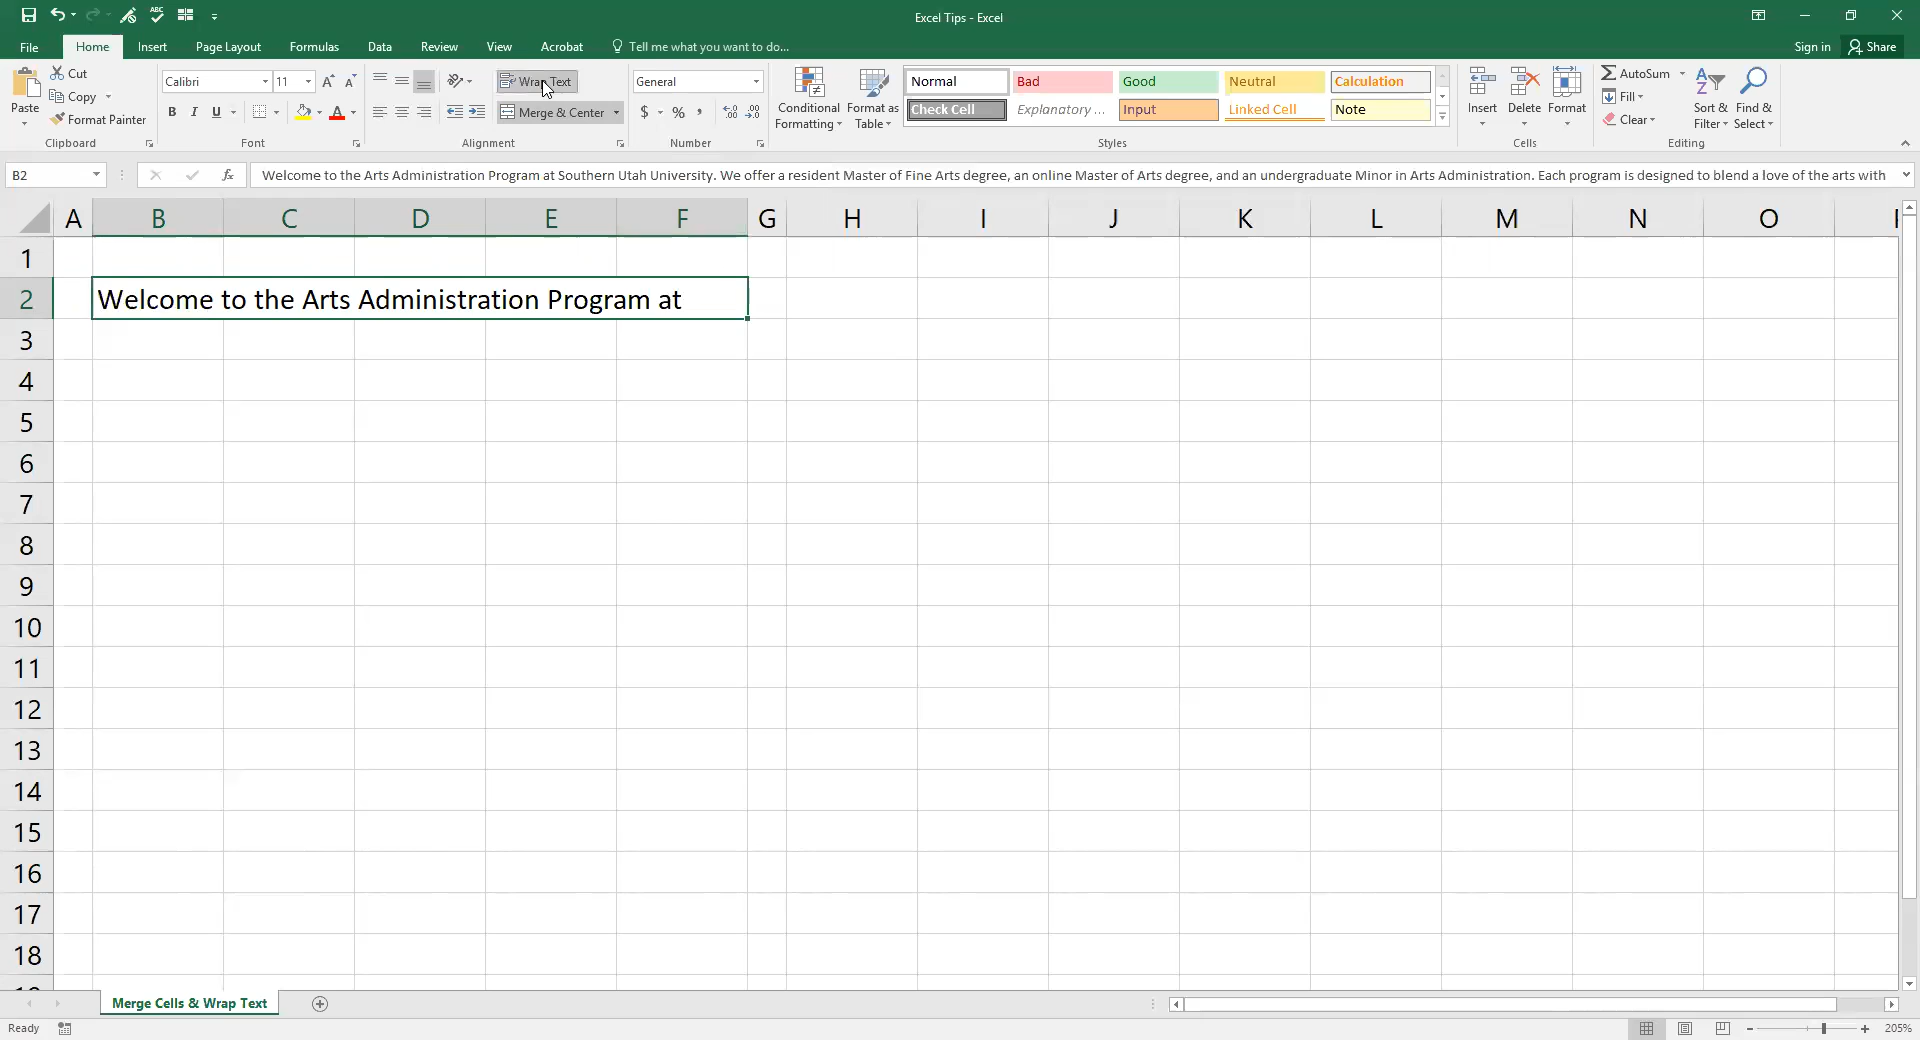 Excel Tips - Excel
File Home Insert Page Layout Formulas Data Review View Acrobat Tell me what you want to do... Sign in Share
Paste Cut Copy Format Painter Clipboard
Calibri 11 B I U Font
Wrap Text Merge & Center Alignment
General $ % , Number
Conditional Formatting Format as Table
Normal Bad Good Neutral Calculation
Check Cell Explanatory ... Input Linked Cell Note
Styles
Insert Delete Format Cells
AutoSum Fill Clear Sort & Filter Find & Select Editing
B2 fx Welcome to the Arts Administration Program at Southern Utah University. We offer a resident Master of Fine Arts degree, an online Master of Arts degree, and an undergraduate Minor in Arts Administration. Each program is designed to blend a love of the arts with
A B C D E F G H I J K L M N O
1
2 Welcome to the Arts Administration Program at
3
4
5
6
7
8
9
10
11
12
13
14
15
16
17
18
Merge Cells & Wrap Text
Ready 205%